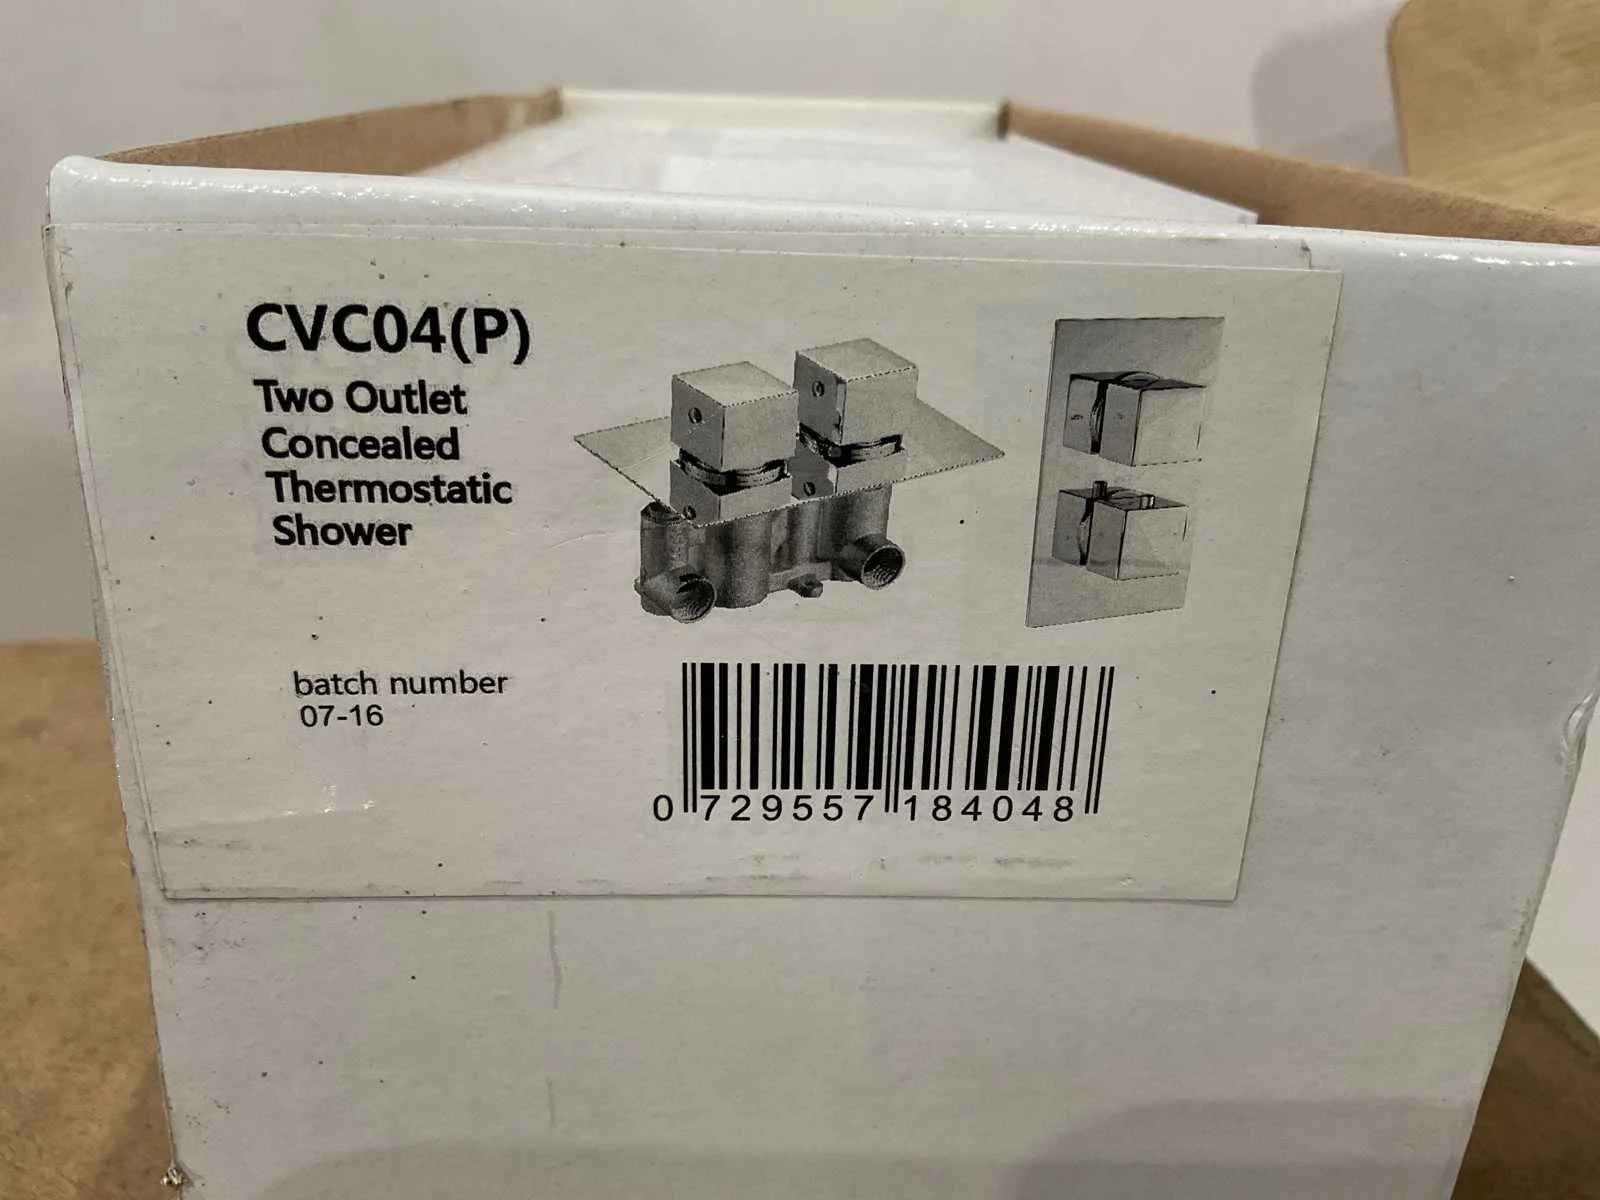 CVC04(P)
Two Outlet
Concealed
Thermostatic
Shower
batch number
07-16
0 729557 184048